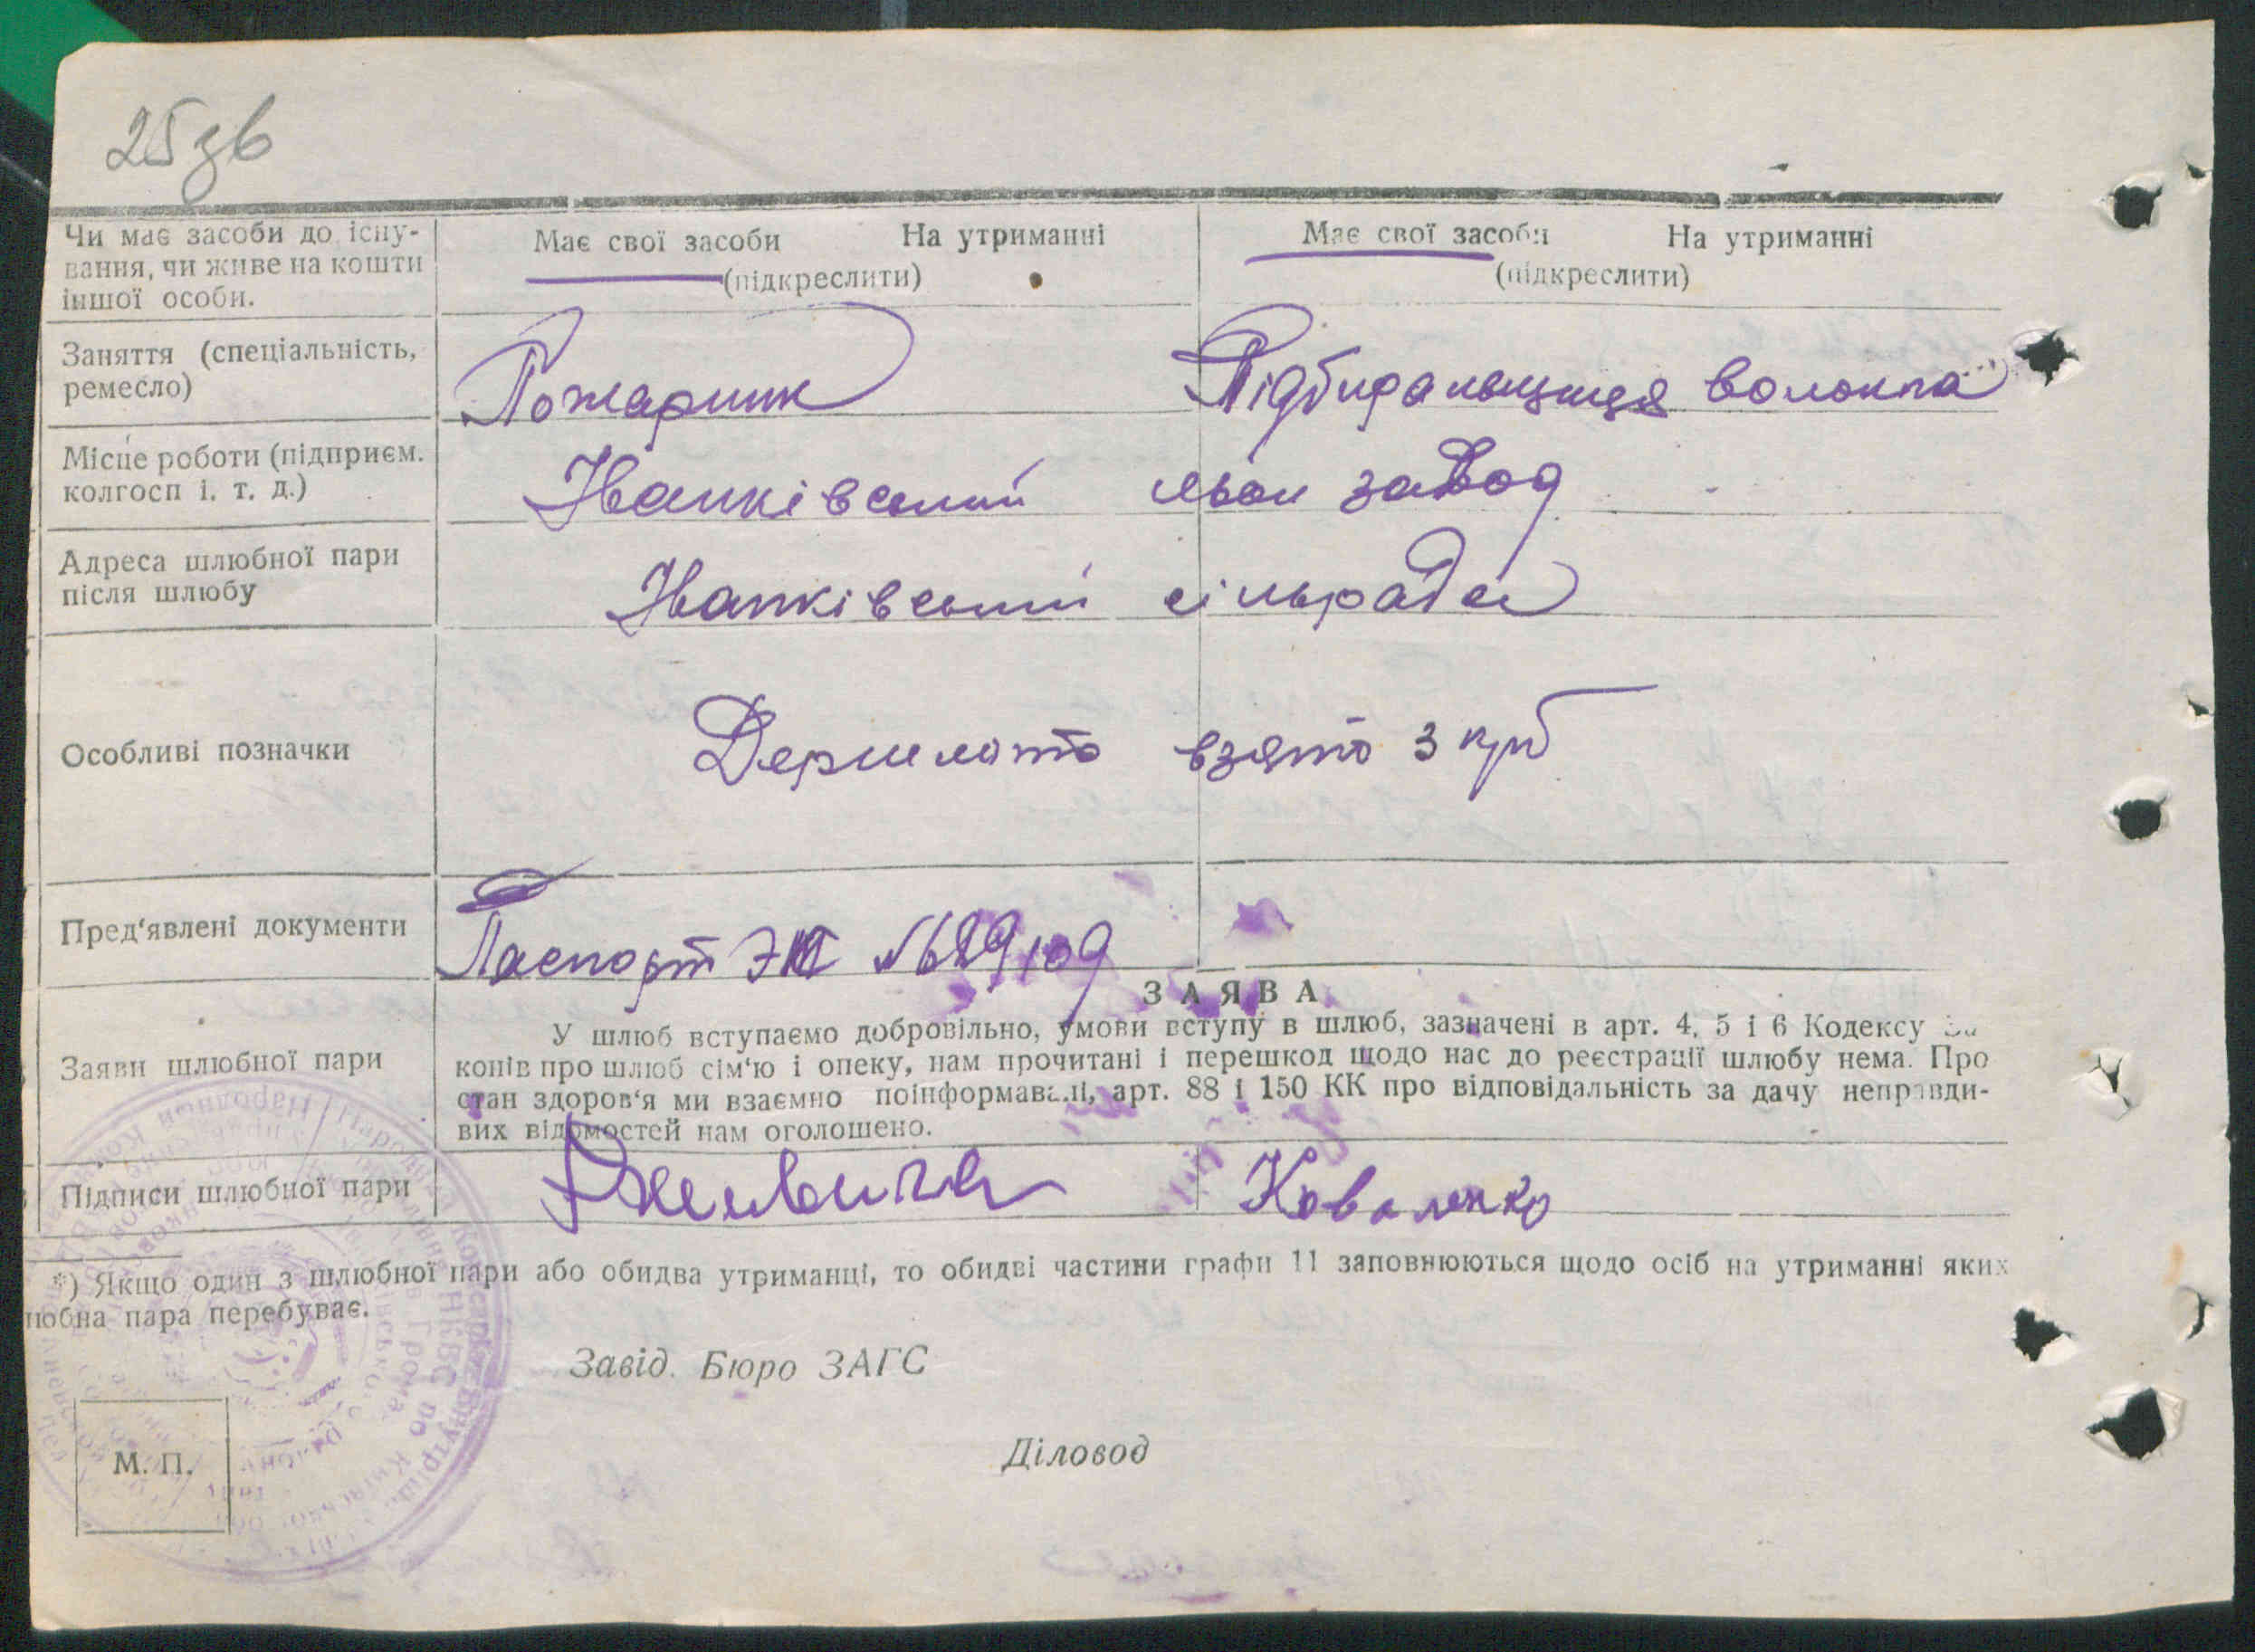 25зв
Чи має засоби до існу-
вання, чи живе на кошти
іншої особи.
Має свої засоби На утриманні
(підкреслити)
Має свої засоби На утриманні
(підкреслити)
Заняття (спеціальність,
ремесло)
Пожарник
Підбиральщиця волокна
Місце роботи (підприєм.
колгосп і. т. д.)
Іванківський льон завод
Адреса шлюбної пари
після шлюбу
Іванківський сільрада
Особливі позначки
Держмито взято 3 крб
Пред'явлені документи
Паспорт №689109
Заяви шлюбної пари
ЗАЯВА
У шлюб вступаємо добровільно, умови вступу в шлюб, зазначені в арт. 4, 5 і 6 Кодексу За
конів про шлюб сім'ю і опеку, нам прочитані і перешкод щодо нас до реєстрації шлюбу нема. Про
стан здоров'я ми взаємно поінформавалі, арт. 88 і 150 КК про відповідальність за дачу неправди-
вих відомостей нам оголошено.
Підписи шлюбної пари
Коваленко
*) Якщо один з шлюбної пари або обидва утриманці, то обидві частини графи 11 заповнюються щодо осіб на утриманні яких
любна пара перебуває.
Завід. Бюро ЗАГС
Діловод
М. П.